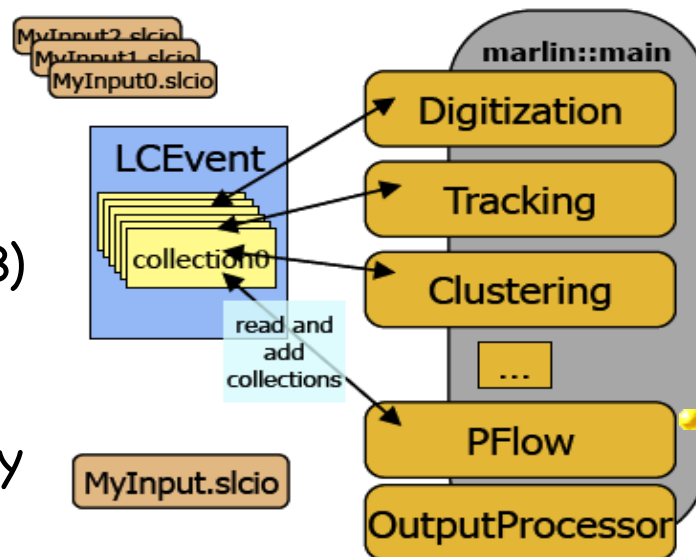 MyInput2.slcio
MyInput1.slcio
MyInput0.slcio
marlin::main
Digitization
LCEvent
Tracking
collection0
3)
Clustering
read and
add
collections
...
PFlow
y
MyInput.slcio
OutputProcessor